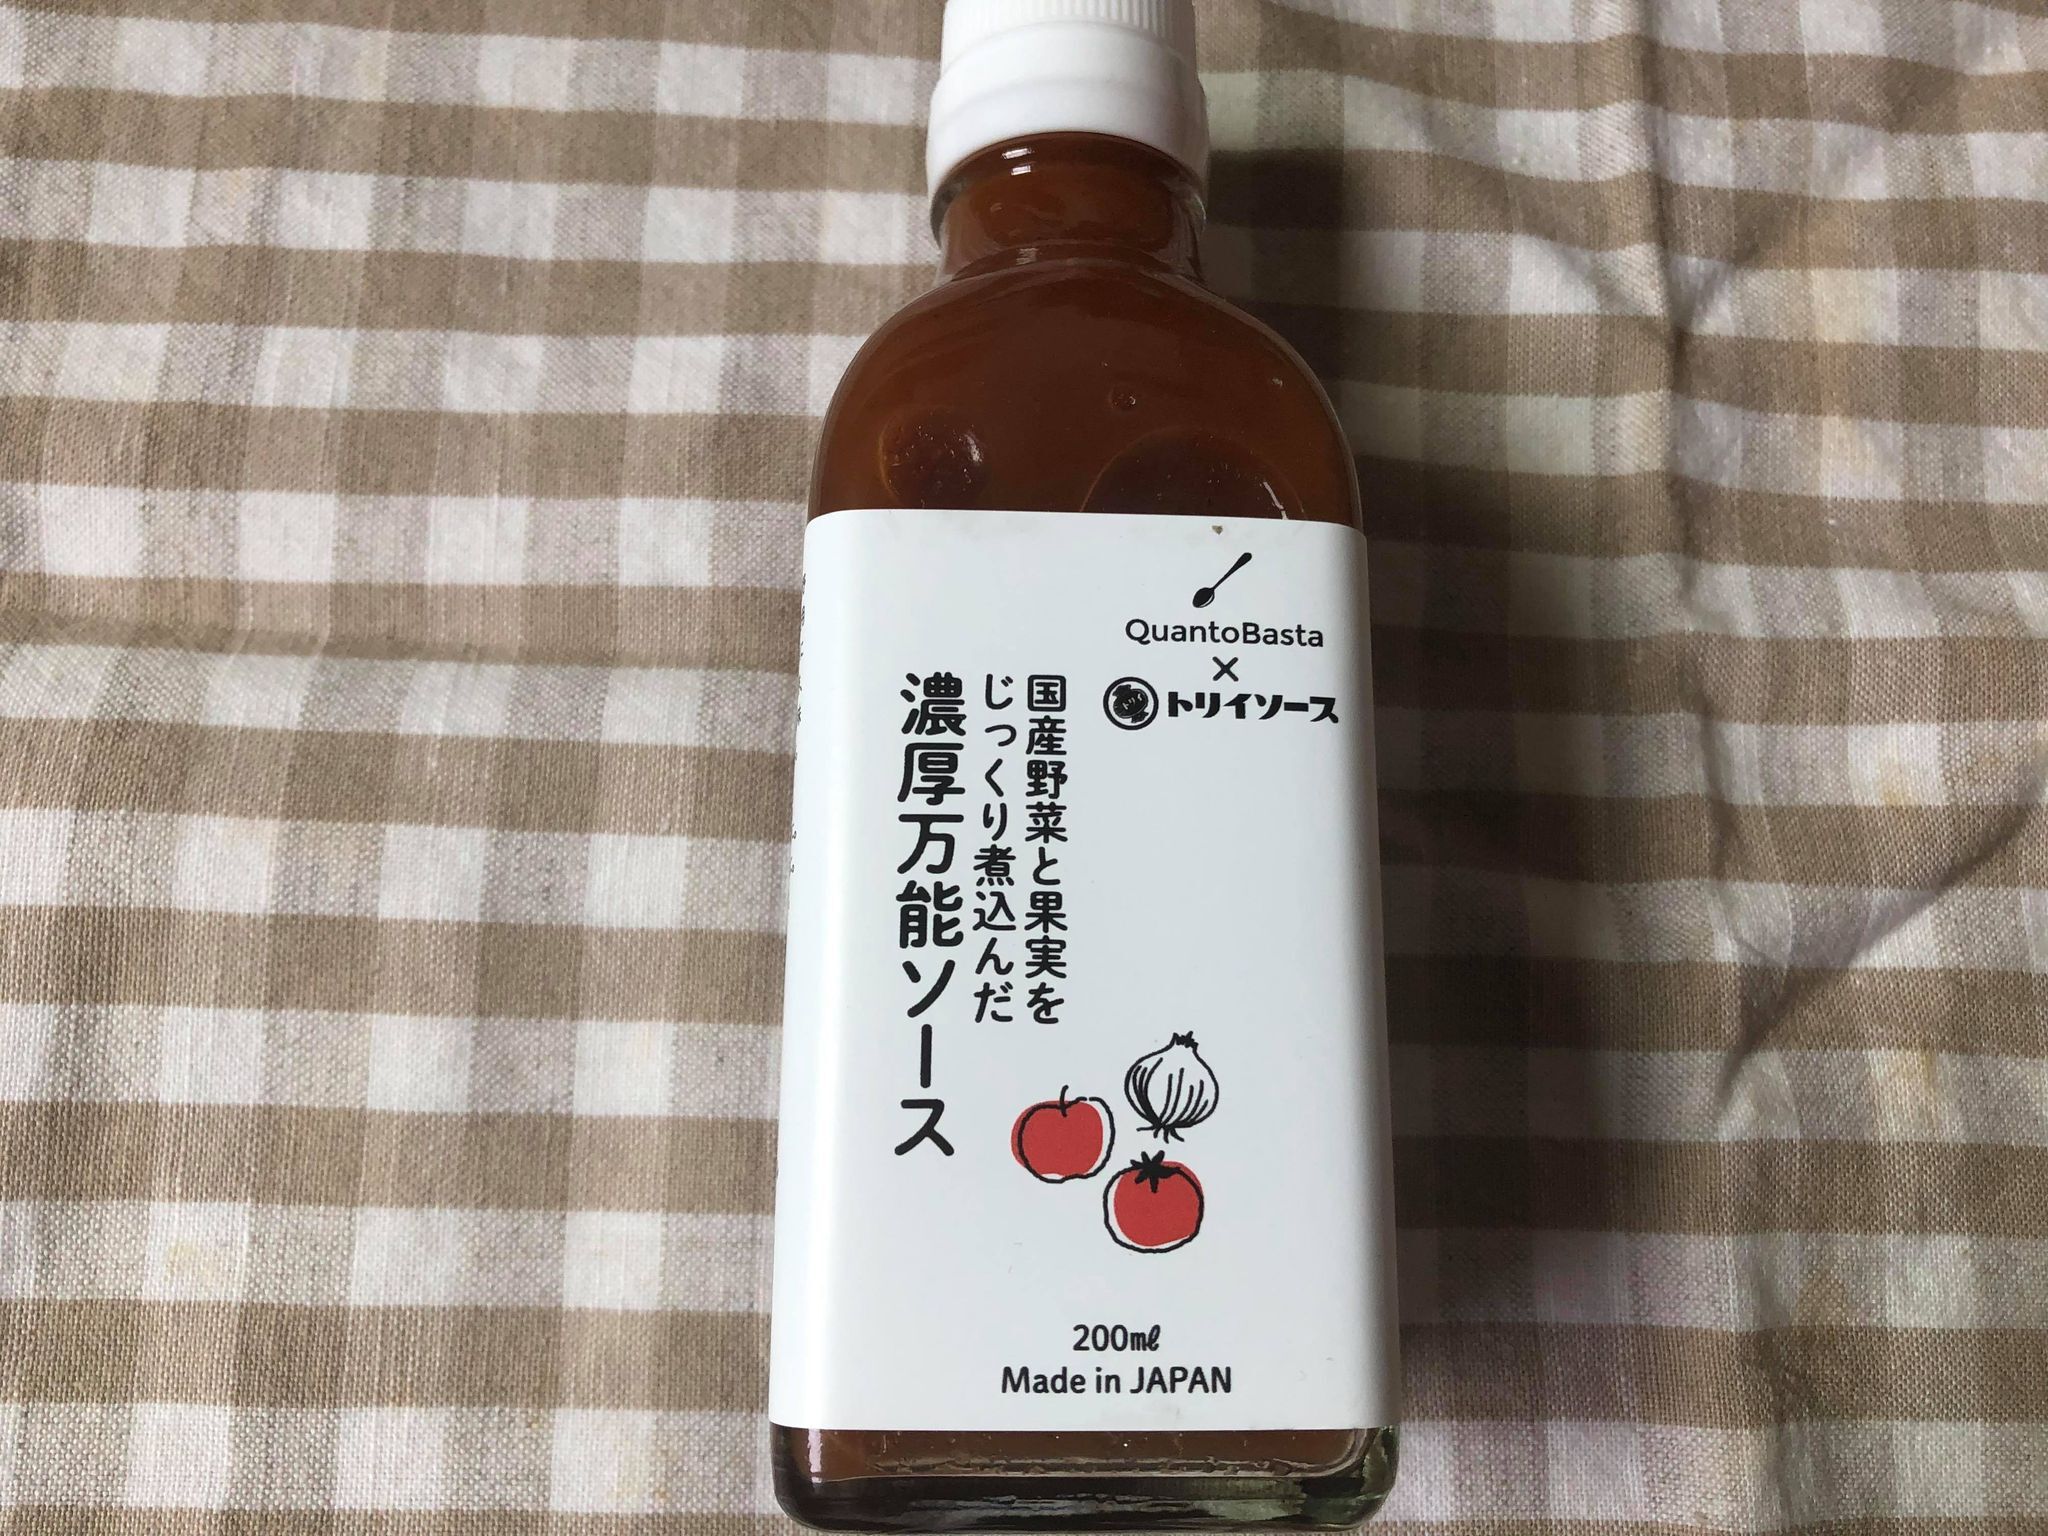 QuantoBasta
×
トリイソース
国産野菜と果実を
じっくり煮込んだ
濃厚万能ソース
200㎖
Made in JAPAN